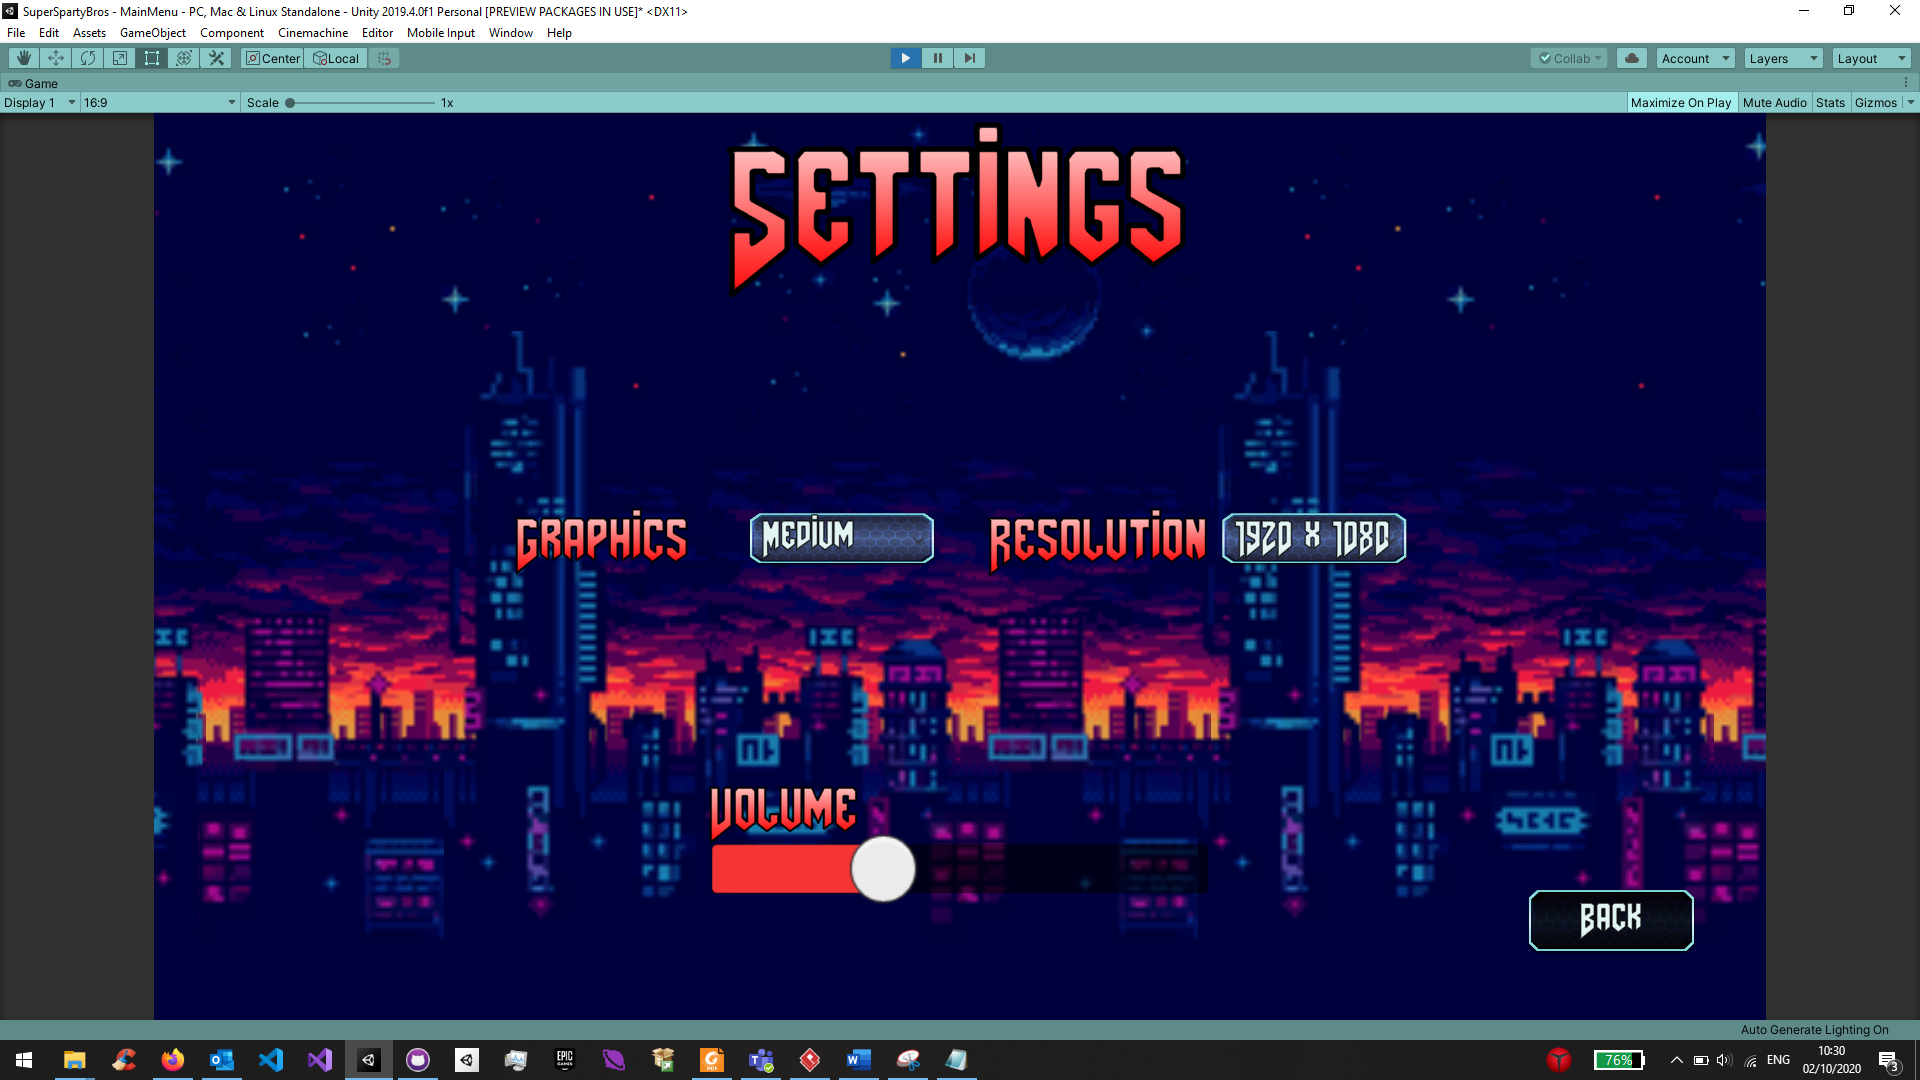 SuperSpartyBros - MainMenu - PC, Mac & Linux Standalone - Unity 2019.4.0f1 Personal [PREVIEW PACKAGES IN USE]* <DX11>
File Edit Assets GameObject Component Cinemachine Editor Mobile Input Window Help
Center Local Collab Account Layers Layout
Game
Display 1 16:9 Scale 1x Maximize On Play Mute Audio Stats Gizmos
SETTINGS
GRAPHICS MEDIUM RESOLUTION 1920 X 1080
VOLUME
BACK
Auto Generate Lighting On
EPIC GAMES
76% ENG 10:30
02/10/2020
3